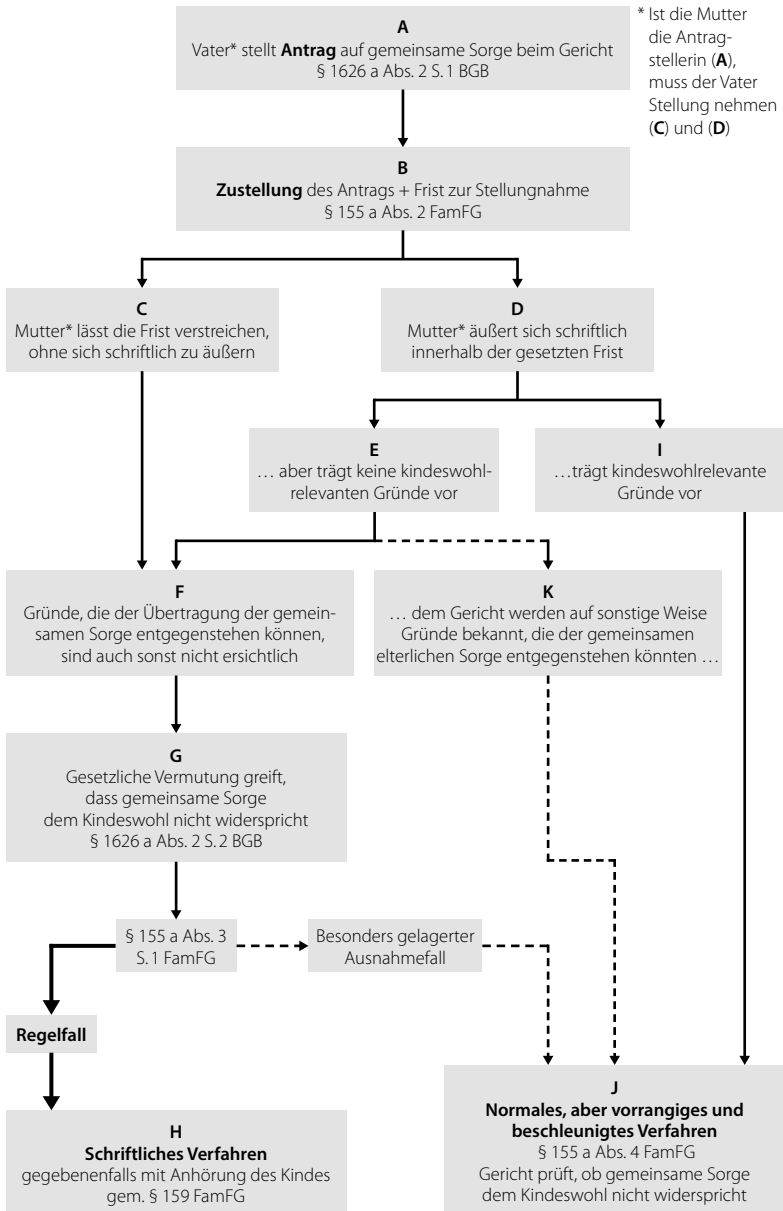 A
Vater* stellt Antrag auf gemeinsame Sorge beim Gericht
§ 1626 a Abs. 2 S. 1 BGB
* Ist die Mutter
die Antrag-
stellerin (A),
muss der Vater
Stellung nehmen
(C) und (D)
B
Zustellung des Antrags + Frist zur Stellungnahme
§ 155 a Abs. 2 FamFG
C
Mutter* lässt die Frist verstreichen,
ohne sich schriftlich zu äußern
D
Mutter* äußert sich schriftlich
innerhalb der gesetzten Frist
E
… aber trägt keine kindeswohl-
relevanten Gründe vor
I
…trägt kindeswohlrelevante
Gründe vor
F
Gründe, die der Übertragung der gemein-
samen Sorge entgegenstehen können,
sind auch sonst nicht ersichtlich
K
… dem Gericht werden auf sonstige Weise
Gründe bekannt, die der gemeinsamen
elterlichen Sorge entgegenstehen könnten …
G
Gesetzliche Vermutung greift,
dass gemeinsame Sorge
dem Kindeswohl nicht widerspricht
§ 1626 a Abs. 2 S. 2 BGB
§ 155 a Abs. 3
S. 1 FamFG
Besonders gelagerter
Ausnahmefall
Regelfall
H
Schriftliches Verfahren
gegebenenfalls mit Anhörung des Kindes
gem. § 159 FamFG
J
Normales, aber vorrangiges und
beschleunigtes Verfahren
§ 155 a Abs. 4 FamFG
Gericht prüft, ob gemeinsame Sorge
dem Kindeswohl nicht widerspricht